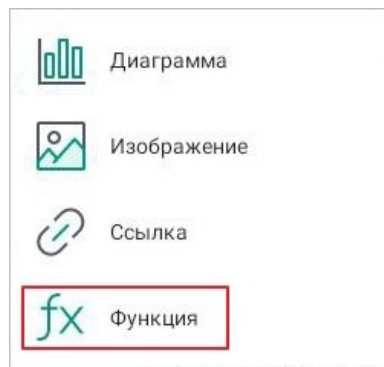 Диаграмма
Изображение
Ссылка
fx Функция